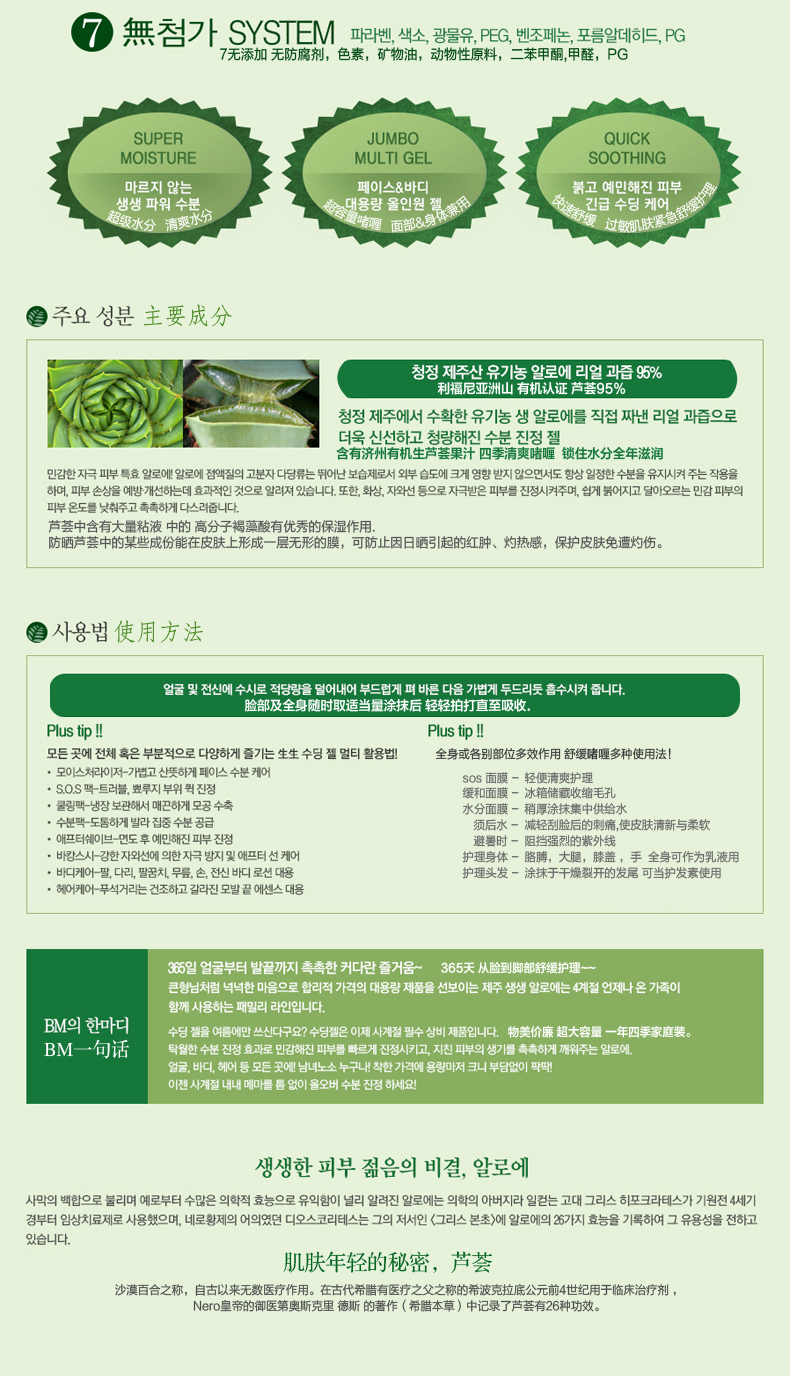 7 無첨가 SYSTEM 파라벤, 색소, 광물유, PEG, 벤조페논, 포름알데히드, PG
7无添加 无防腐剂，色素，矿物油，动物性原料，二苯甲酮,甲醛，PG
SUPER
MOISTURE
마르지 않는
생생 파워 수분
超级水分 清爽水分
JUMBO
MULTI GEL
페이스&바디
대용량 올인원 젤
超容量啫喱 面部&身体兼用
QUICK
SOOTHING
붉고 예민해진 피부
긴급 수딩 케어
快速舒缓 过敏肌肤紧急舒缓护理
주요 성분 主要成分
청정 제주산 유기농 알로에 리얼 과즙 95%
利福尼亚洲山 有机认证 芦荟95%
청정 제주에서 수확한 유기농 생 알로에를 직접 짜낸 리얼 과즙으로
더욱 신선하고 청량해진 수분 진정 젤
含有济州有机生芦荟果汁 四季清爽啫喱 锁住水分全年滋润
민감한 자극 피부 특효 알로에! 알로에 점액질의 고분자 다당류는 뛰어난 보습제로서 외부 습도에 크게 영향 받지 않으면서도 항상 일정한 수분을 유지시켜 주는 작용을
하며, 피부 손상을 예방·개선하는데 효과적인 것으로 알려져 있습니다. 또한, 화상, 자외선 등으로 자극받은 피부를 진정시켜주며, 쉽게 붉어지고 달아오르는 민감 피부의
피부 온도를 낮춰주고 촉촉하게 다스려줍니다.
芦荟中含有大量粘液 中的 高分子褐藻酸有优秀的保湿作用.
防晒芦荟中的某些成份能在皮肤上形成一层无形的膜，可防止因日晒引起的红肿、灼热感，保护皮肤免遭灼伤。
사용법 使用方法
얼굴 및 전신에 수시로 적당량을 덜어내어 부드럽게 펴 바른 다음 가볍게 두드리듯 흡수시켜 줍니다.
脸部及全身随时取适当量涂抹后 轻轻拍打直至吸收.
Plus tip !!
모든 곳에 전체 혹은 부분적으로 다양하게 즐기는 生生 수딩 젤 멀티 활용법!
• 모이스처라이저-가볍고 산뜻하게 페이스 수분 케어
• S.O.S 팩-트러블, 뾰루지 부위 퀵 진정
• 쿨링팩-냉장 보관해서 매끈하게 모공 수축
• 수분팩-도톰하게 발라 집중 수분 공급
• 애프터쉐이브-면도 후 예민해진 피부 진정
• 바캉스시-강한 자외선에 의한 자극 방지 및 애프터 선 케어
• 바디케어-팔, 다리, 팔꿈치, 무릎, 손, 전신 바디 로션 대용
• 헤어케어-푸석거리는 건조하고 갈라진 모발 끝 에센스 대용
Plus tip !!
全身或各别部位多效作用 舒缓啫喱多种使用法！
sos 面膜 – 轻便清爽护理
缓和面膜 – 冰箱储藏收缩毛孔
水分面膜 – 稍厚涂抹集中供给水
须后水 – 减轻刮脸后的刺痛,使皮肤清新与柔软
避暑时 – 阻挡强烈的紫外线
护理身体 – 胳膊，大腿，膝盖 ，手 全身可作为乳液用
护理头发 – 涂抹于干燥裂开的发尾 可当护发素使用
BM의 한마디
BM一句话
365일 얼굴부터 발끝까지 촉촉한 커다란 즐거움~ 365天 从脸到脚部舒缓护理~~
큰형님처럼 넉넉한 마음으로 합리적 가격의 대용량 제품을 선보이는 제주 생생 알로에는 4계절 언제나 온 가족이
함께 사용하는 패밀리 라인입니다.
수딩 젤을 여름에만 쓰신다구요? 수딩젤은 이제 사계절 필수 상비 제품입니다. 物美价廉 超大容量 一年四季家庭装。
탁월한 수분 진정 효과로 민감해진 피부를 빠르게 진정시키고, 지친 피부의 생기를 촉촉하게 깨워주는 알로에.
얼굴, 바디, 헤어 등 모든 곳에! 남녀노소 누구나! 착한 가격에 용량마저 크니 부담없이 팍팍!
이젠 사계절 내내 메마를 틈 없이 올오버 수분 진정 하세요!
생생한 피부 젊음의 비결, 알로에
사막의 백합으로 불리며 예로부터 수많은 의학적 효능으로 유익함이 널리 알려진 알로에는 의학의 아버지라 일컫는 고대 그리스 히포크라테스가 기원전 4세기
경부터 임상치료제로 사용했으며, 네로황제의 어의였던 디오스코리테스는 그의 저서인 <그리스 본초>에 알로에의 26가지 효능을 기록하여 그 유용성을 전하고
있습니다.
肌肤年轻的秘密，芦荟
沙漠百合之称，自古以来无数医疗作用。在古代希腊有医疗之父之称的希波克拉底公元前4世纪用于临床治疗剂，
Nero皇帝的御医第奥斯克里 德斯 的著作（希腊本草）中记录了芦荟有26种功效。